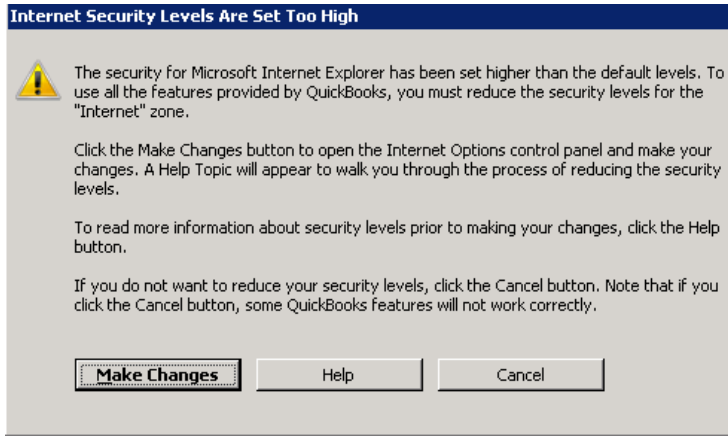 Internet Security Levels Are Set Too High
The security for Microsoft Internet Explorer has been set higher than the default levels. To
use all the features provided by QuickBooks, you must reduce the security levels for the
"Internet" zone.
Click the Make Changes button to open the Internet Options control panel and make your
changes. A Help Topic will appear to walk you through the process of reducing the security
levels.
To read more information about security levels prior to making your changes, click the Help
button.
If you do not want to reduce your security levels, click the Cancel button. Note that if you
click the Cancel button, some QuickBooks features will not work correctly.
Make Changes Help Cancel